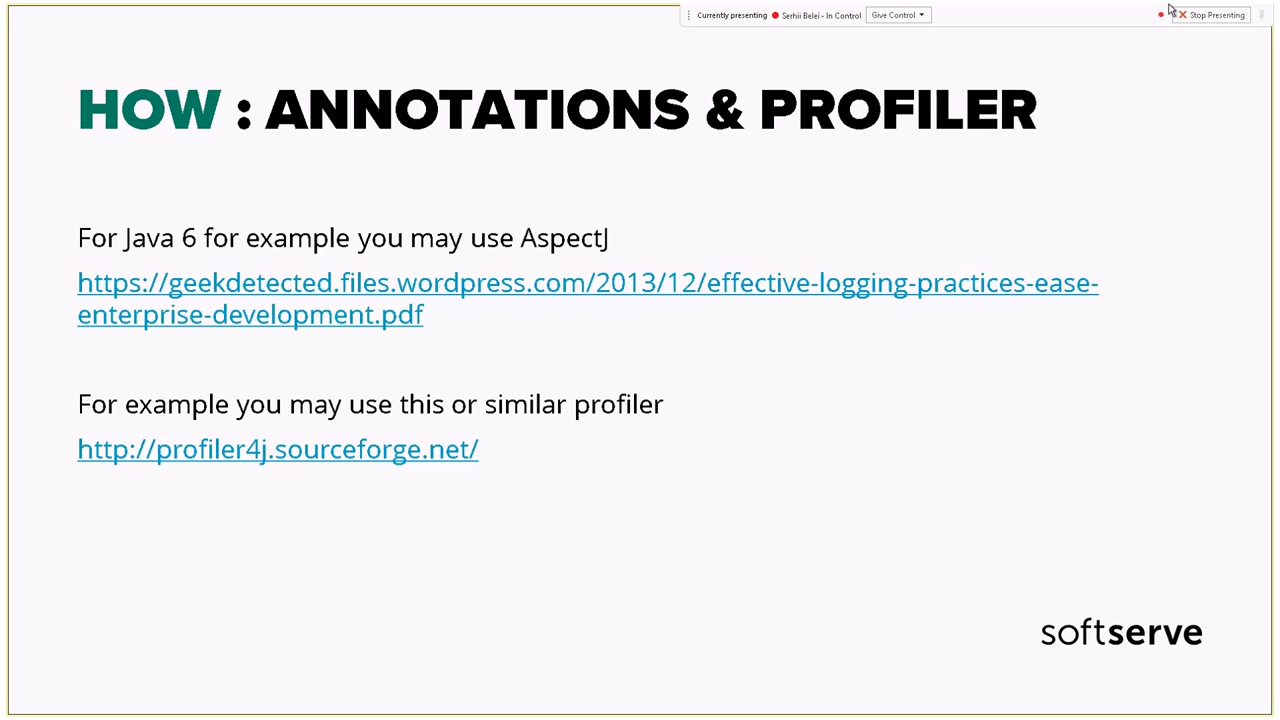 Currently presenting Serhii Belei - In Control Give Control Stop Presenting
HOW : ANNOTATIONS & PROFILER
For Java 6 for example you may use AspectJ
https://geekdetected.files.wordpress.com/2013/12/effective-logging-practices-ease-
enterprise-development.pdf
For example you may use this or similar profiler
http://profiler4j.sourceforge.net/
softserve